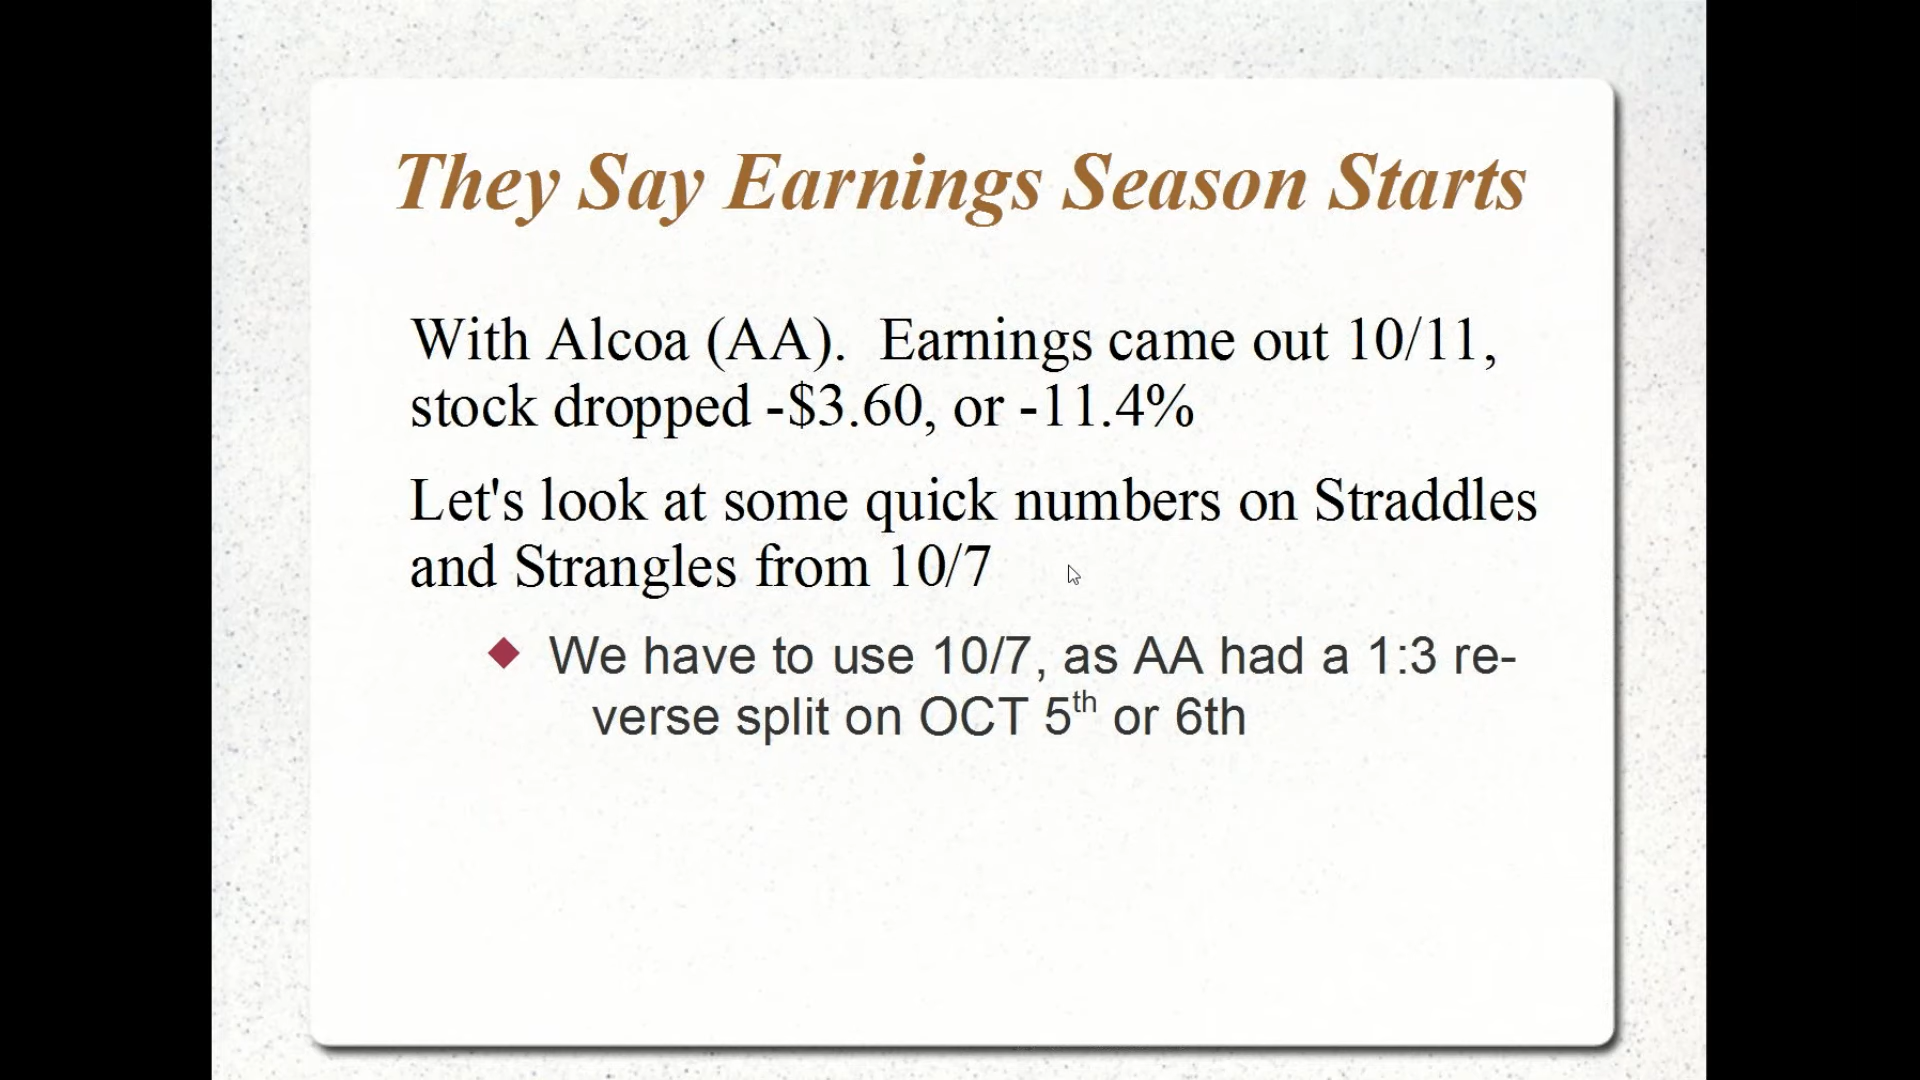 They Say Earnings Season Starts
With Alcoa (AA).  Earnings came out 10/11,
stock dropped -$3.60, or -11.4%
Let's look at some quick numbers on Straddles
and Strangles from 10/7
We have to use 10/7, as AA had a 1:3 re-
verse split on OCT 5th or 6th